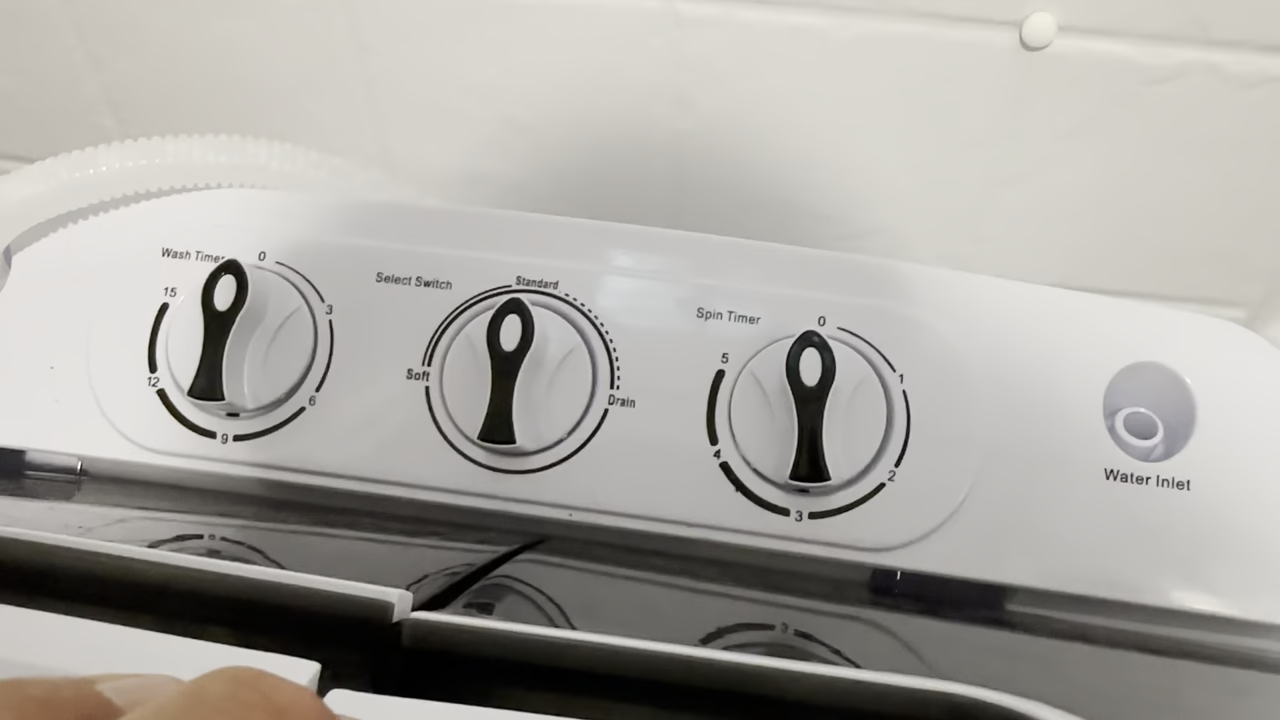 Wash Timer
0
3
6
9
12
15
Select Switch
Standard
Soft
Drain
Spin Timer
0
1
2
3
4
5
Water Inlet